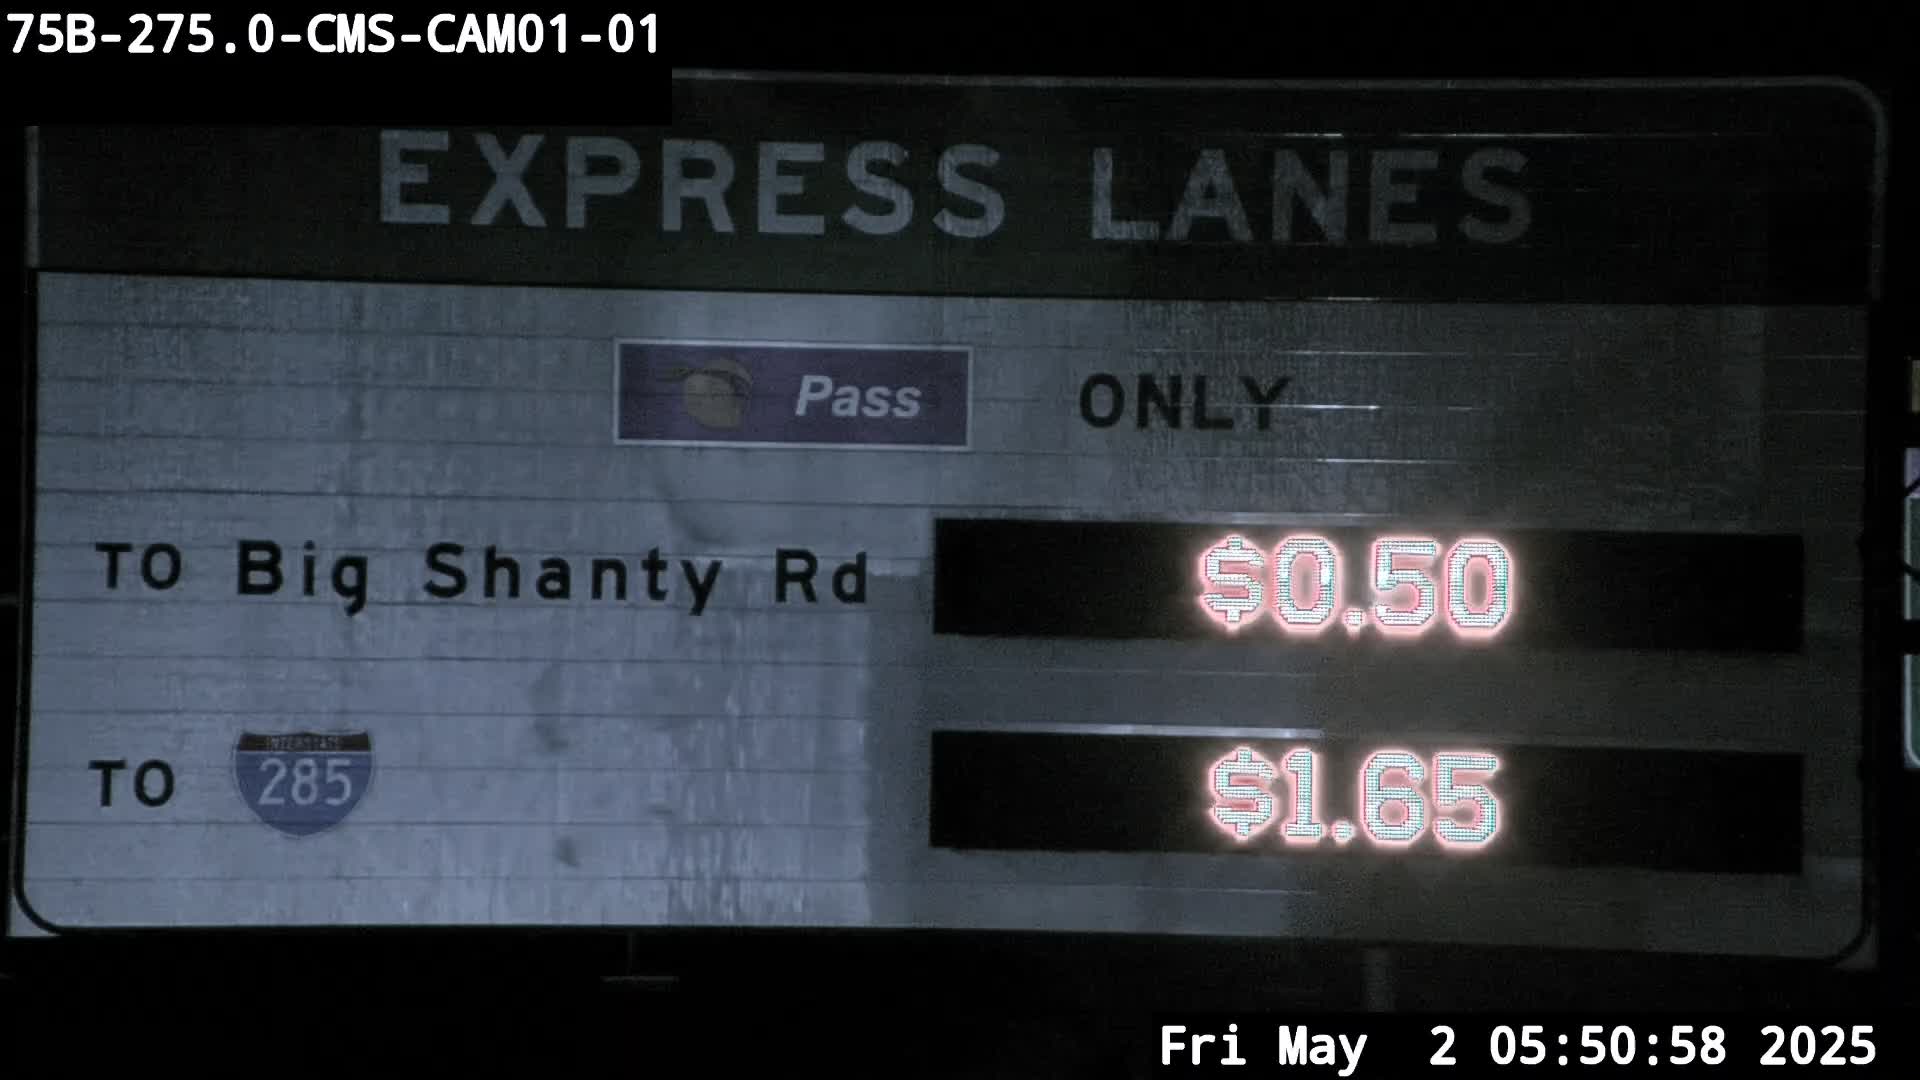 75B-275.0-CMS-CAM01-01
EXPRESS LANES
Pass ONLY
TO Big Shanty Rd $0.50
TO INTERSTATE 285 $1.65
Fri May 2 05:50:58 2025